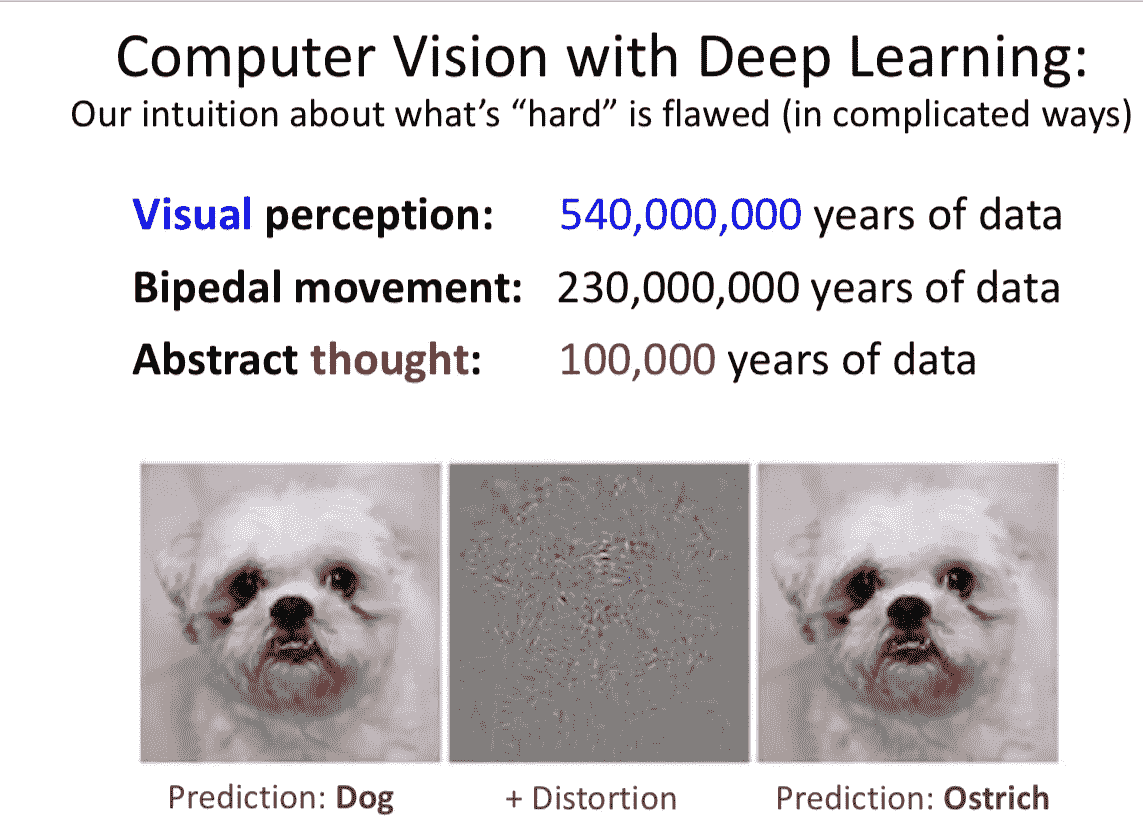 Computer Vision with Deep Learning:
Our intuition about what's “hard” is flawed (in complicated ways)
Visual perception: 540,000,000 years of data
Bipedal movement: 230,000,000 years of data
Abstract thought: 100,000 years of data
Prediction: Dog + Distortion Prediction: Ostrich